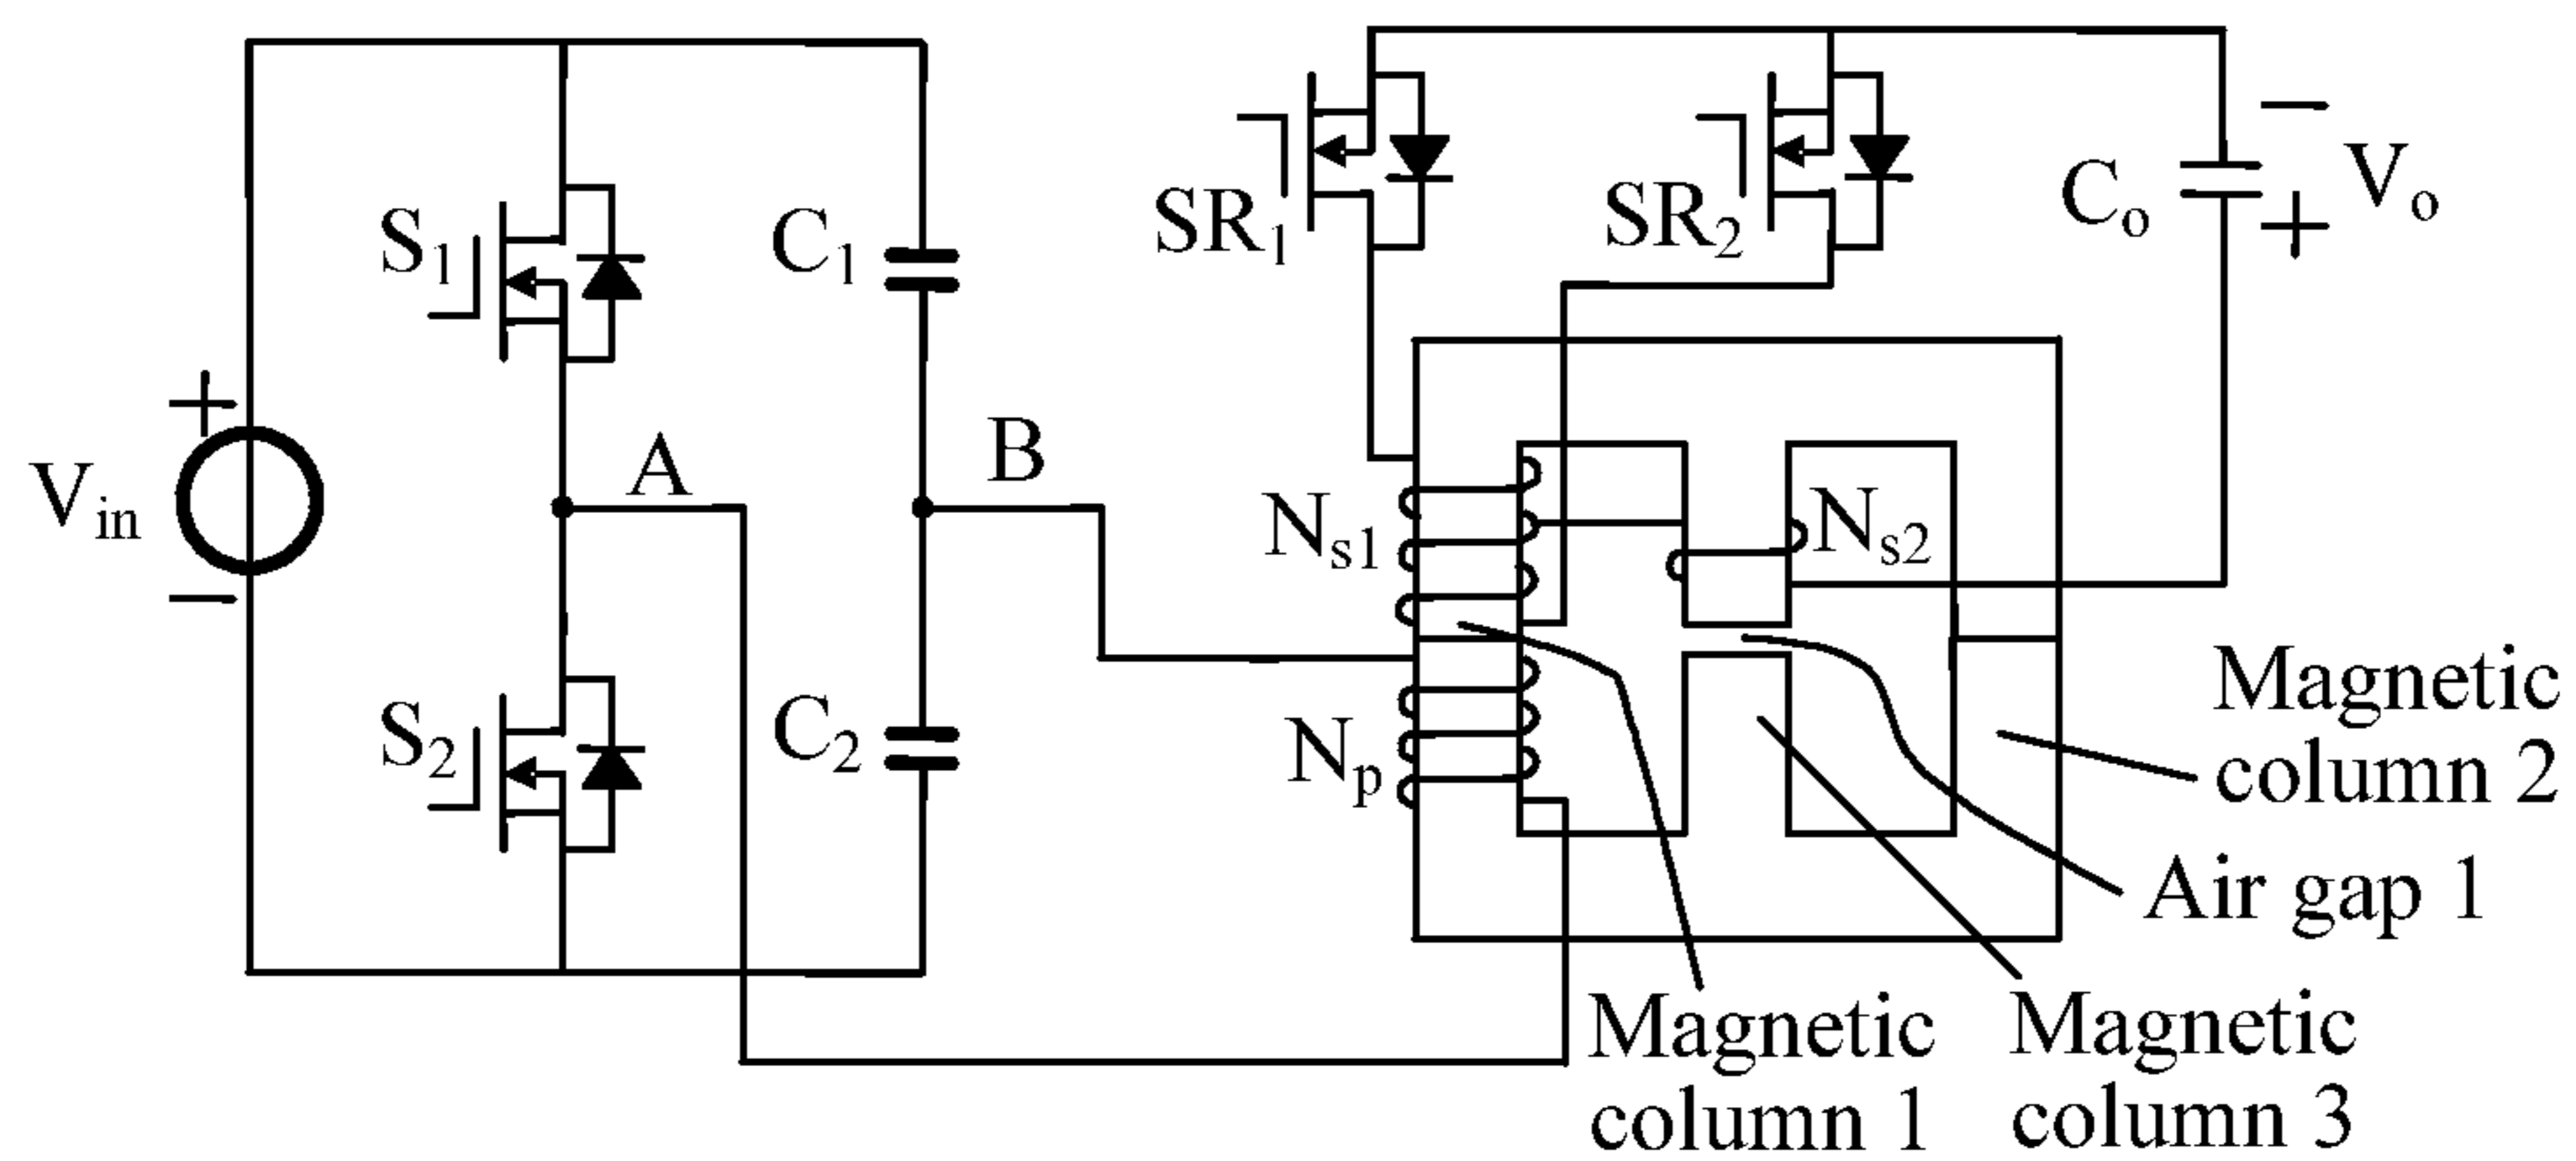 SR₁
SR₂
−
Cₒ
Vₒ
+
S₁
C₁
+
Vᵢₙ
−
A
B
Nₛ₁
Nₛ₂
S₂
C₂
Nₚ
Magnetic
column 2
Air gap 1
Magnetic
column 1
Magnetic
column 3